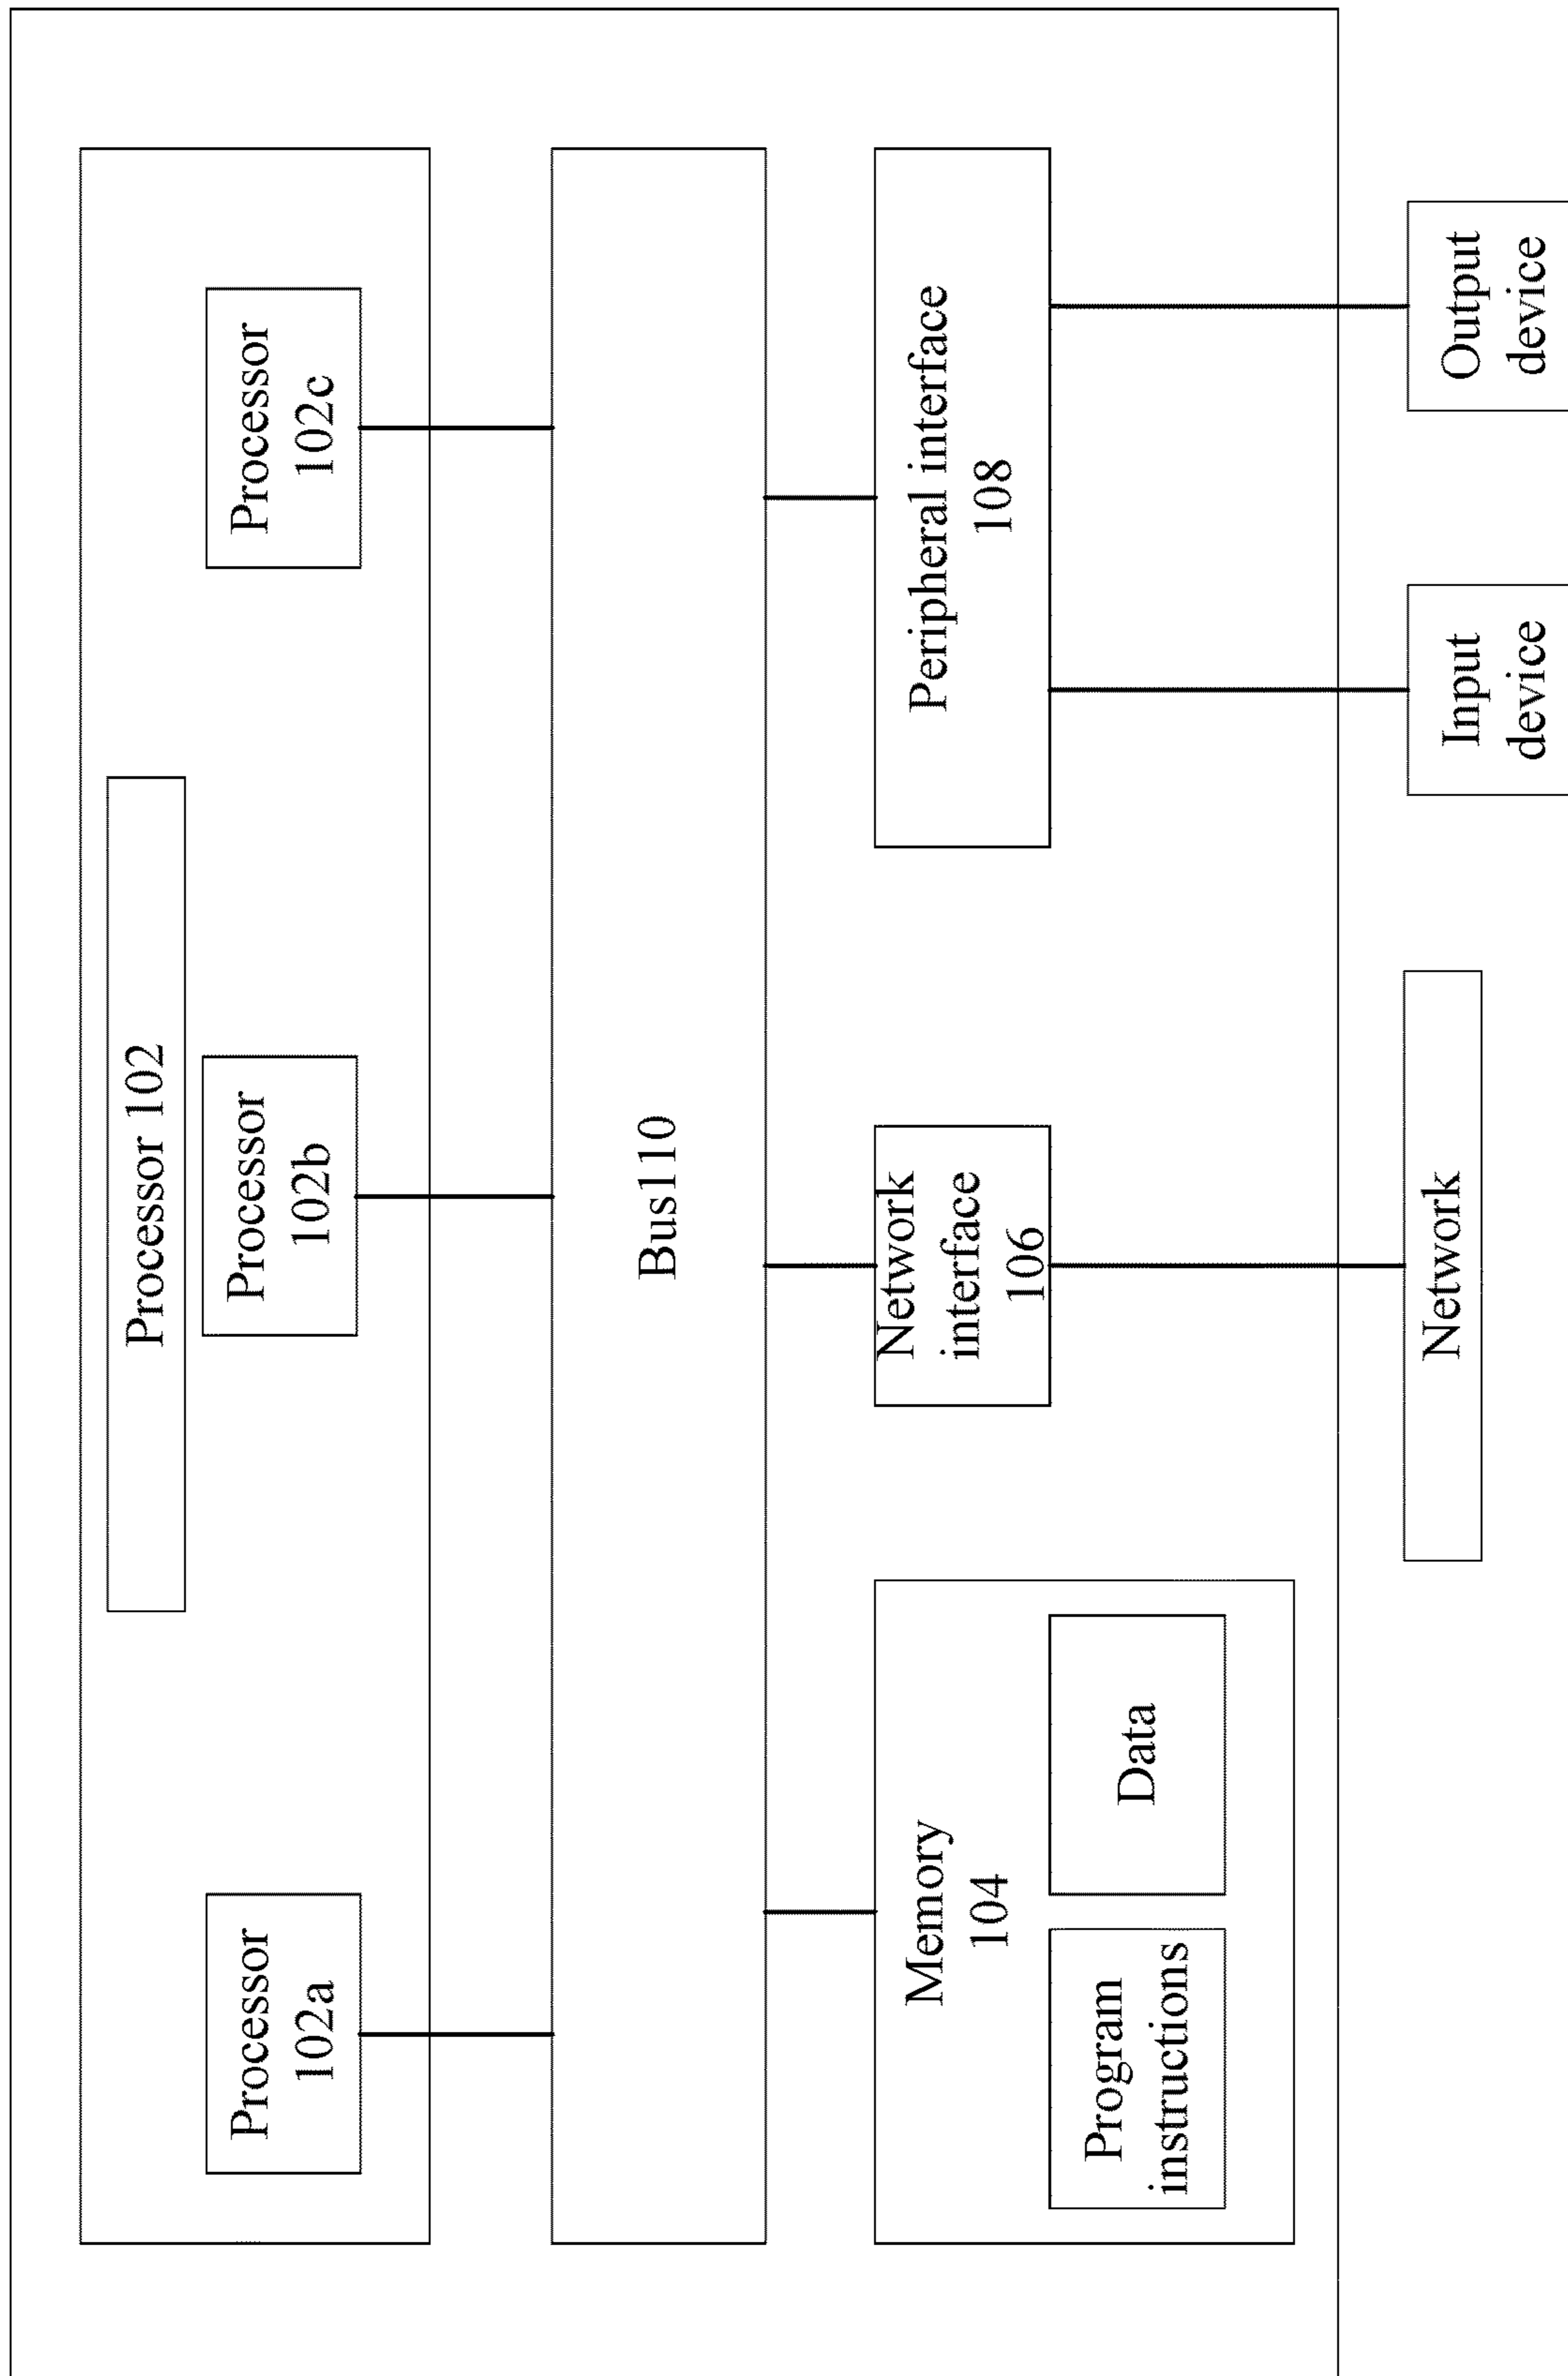 Processor 102
Processor
102a
Processor
102b
Processor
102c
Bus110
Memory
104
Program
instructions
Data
Network
interface
106
Peripheral interface
108
Network
Input
device
Output
device